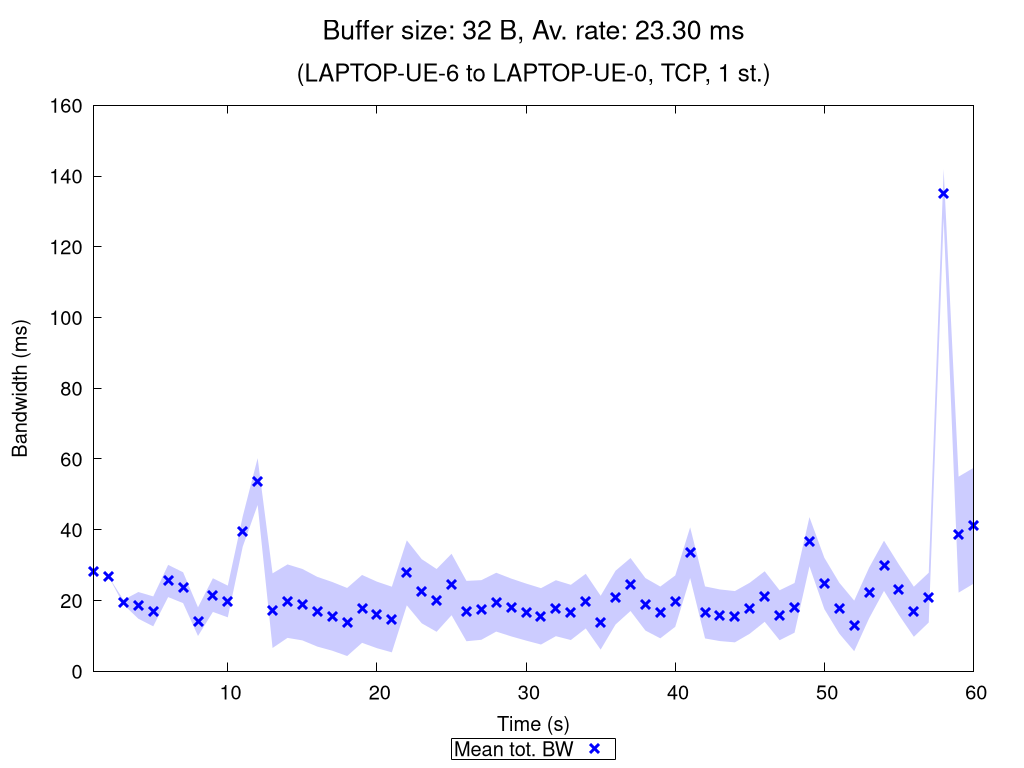 Buffer size: 32 B, Av. rate: 23.30 ms
(LAPTOP-UE-6 to LAPTOP-UE-0, TCP, 1 st.)
160
140
120
100
80
60
40
20
0
Bandwidth (ms)
10 20 30 40 50 60
Time (s)
Mean tot. BW